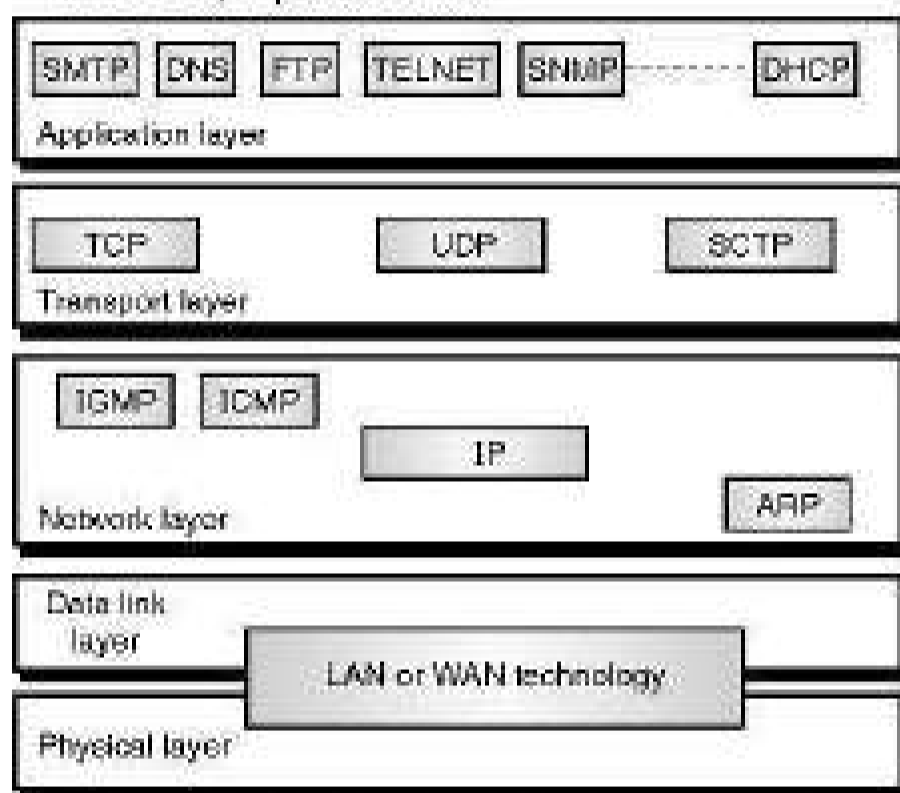 SMTP DNS FTP TELNET SNMP DHCP
Application layer
TCP UDP SCTP
Transport layer
IGMP ICMP
IP
ARP
Network layer
Data link
layer
LAN or WAN technology
Physical layer